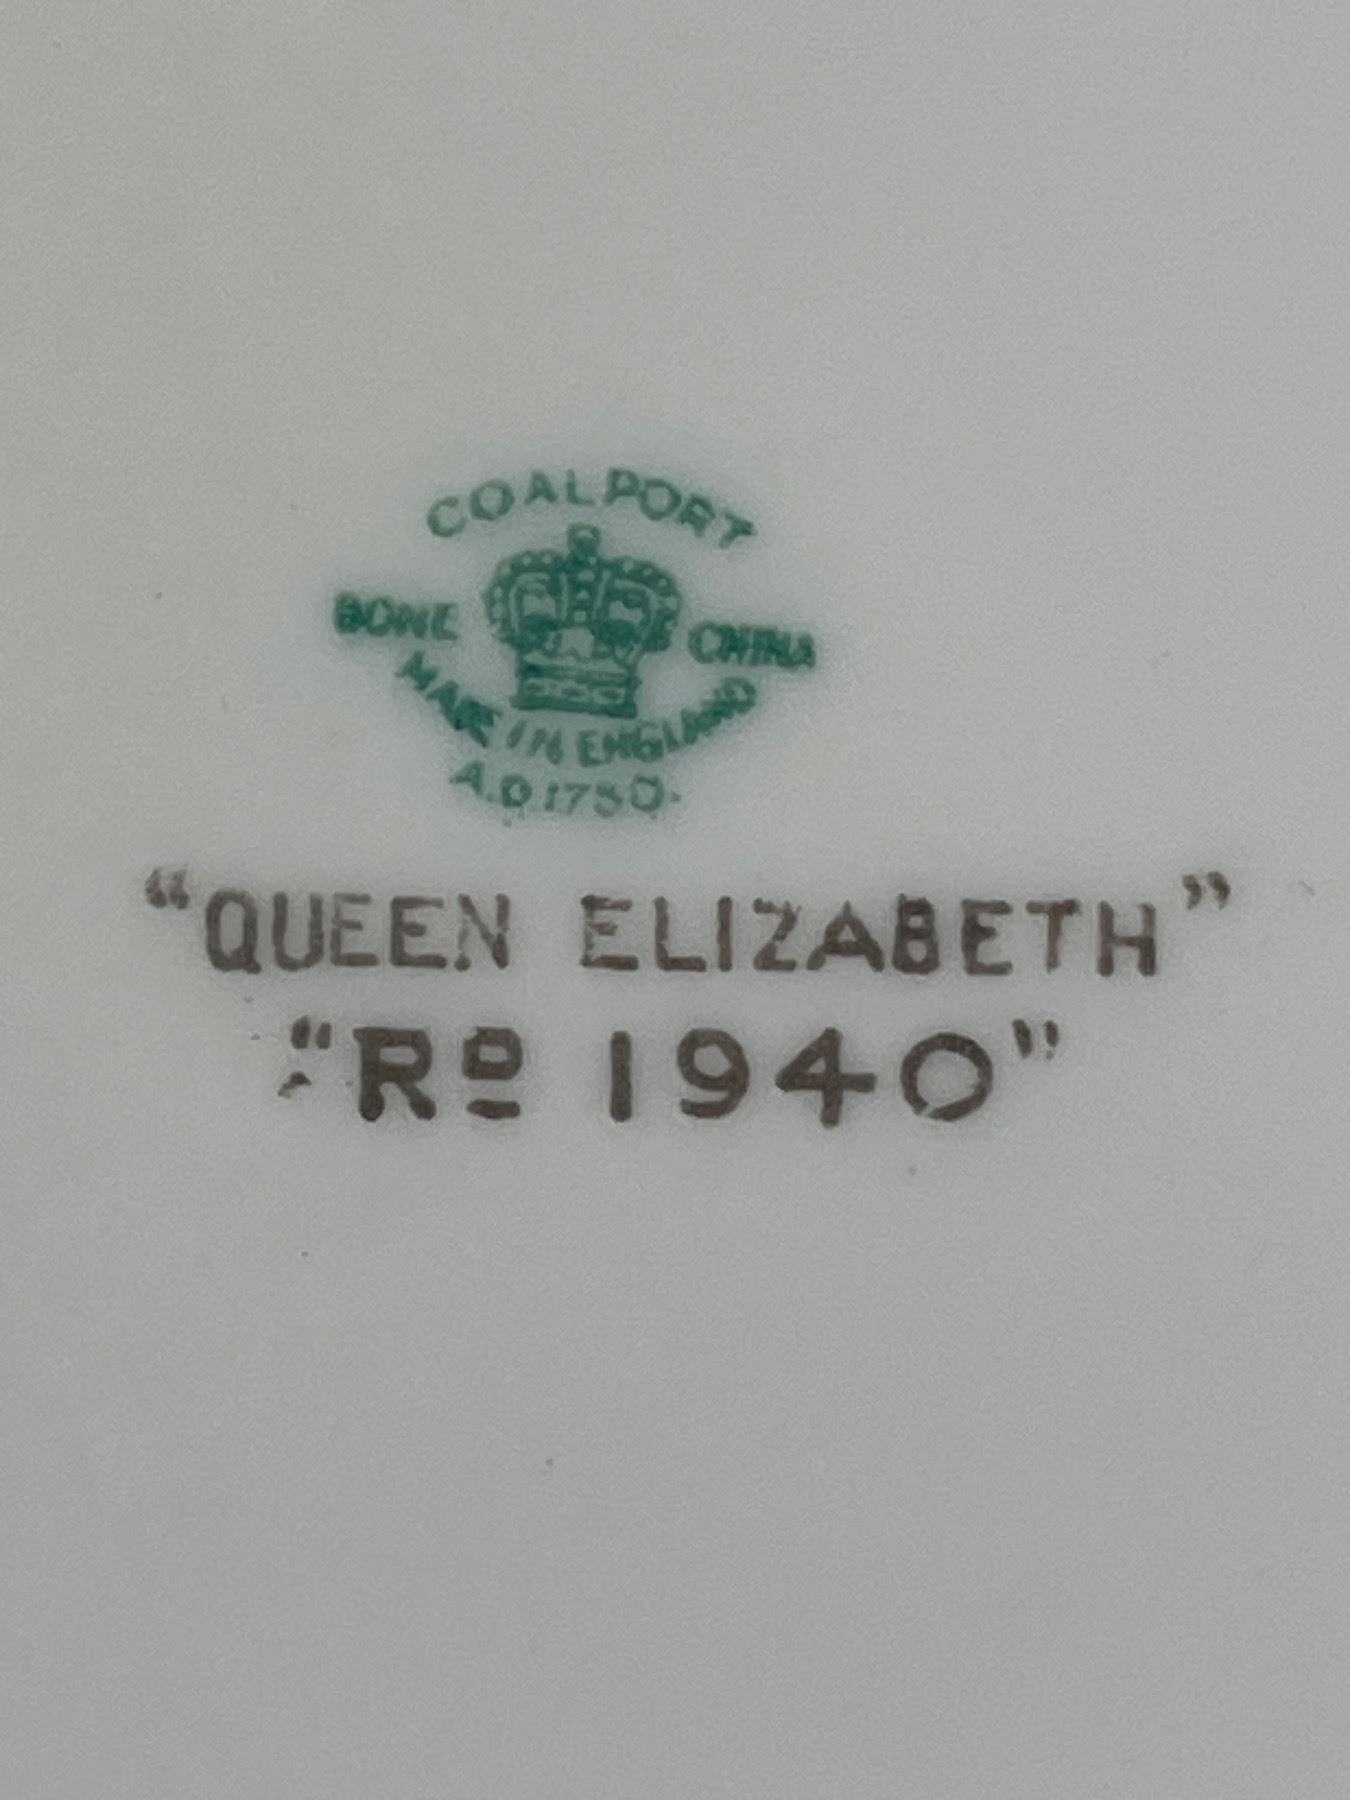 COALPORT
BONE CHINA
MADE IN ENGLAND
A.D.1750.
“QUEEN ELIZABETH”
"Rº 1940"